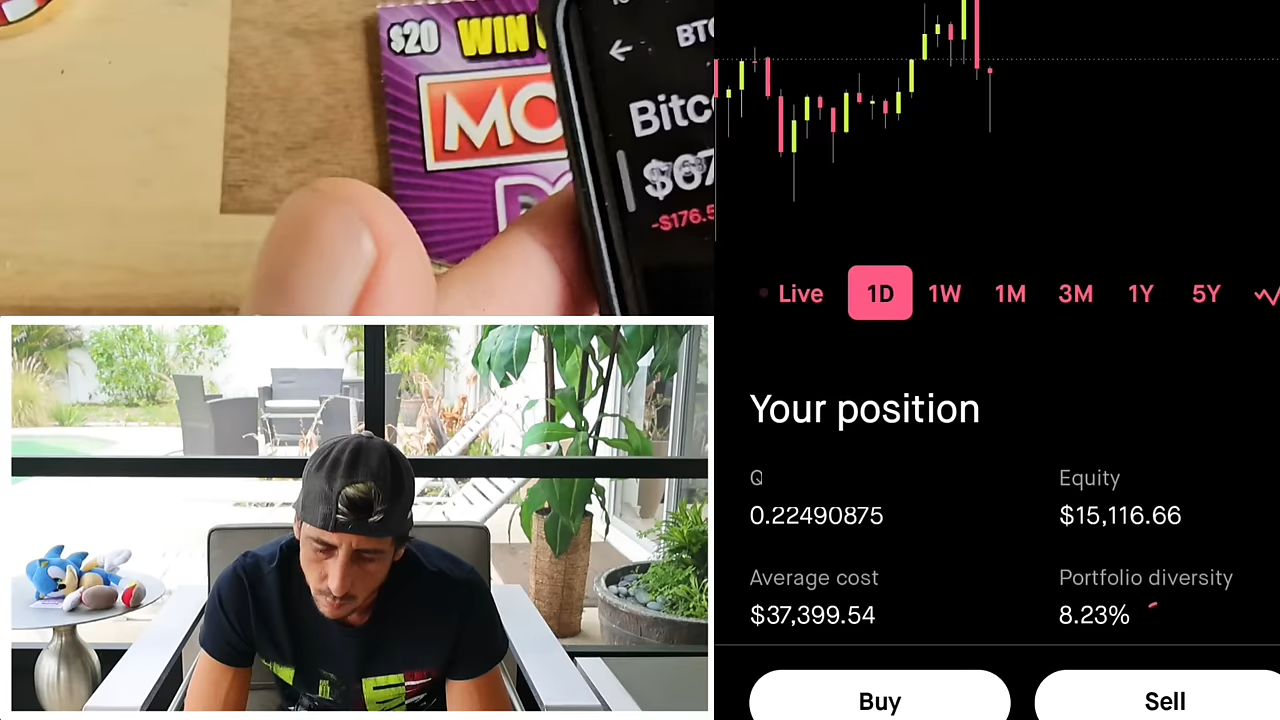 $20 WIN
MO
BTC
Bitc
$67
-$176.5
Live 1D 1W 1M 3M 1Y 5Y
Your position
Q Equity
0.22490875 $15,116.66
Average cost Portfolio diversity
$37,399.54 8.23%
Buy Sell